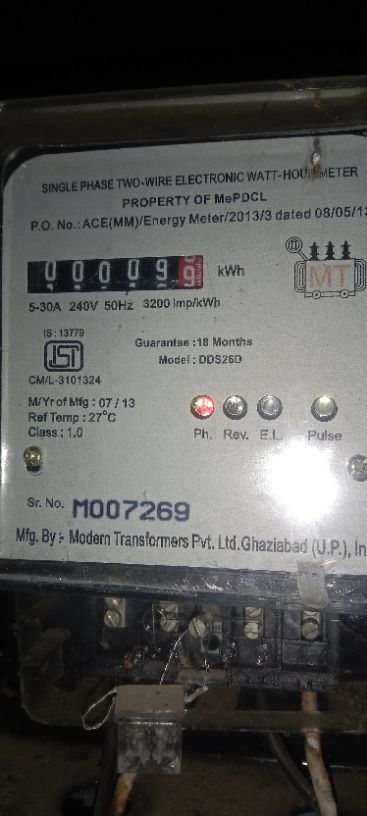 SINGLE PHASE TWO-WIRE ELECTRONIC WATT-HOUR METER
PROPERTY OF MePDCL
P.O. No.: ACE(MM)/Energy Meter/2013/3 dated 08/05/13
000099 kWh
MT
5-30A 240V 50Hz 3200 imp/kWh
IS : 13779
Guarantee : 18 Months
Model : DDS26D
CM/L-3101324
M/Yr of Mfg : 07 / 13
Ref Temp : 27°C
Class : 1.0
Ph. Rev. E.L. Pulse
Sr. No. M007269
Mfg. By :- Modern Transformers Pvt. Ltd. Ghaziabad (U.P.), In